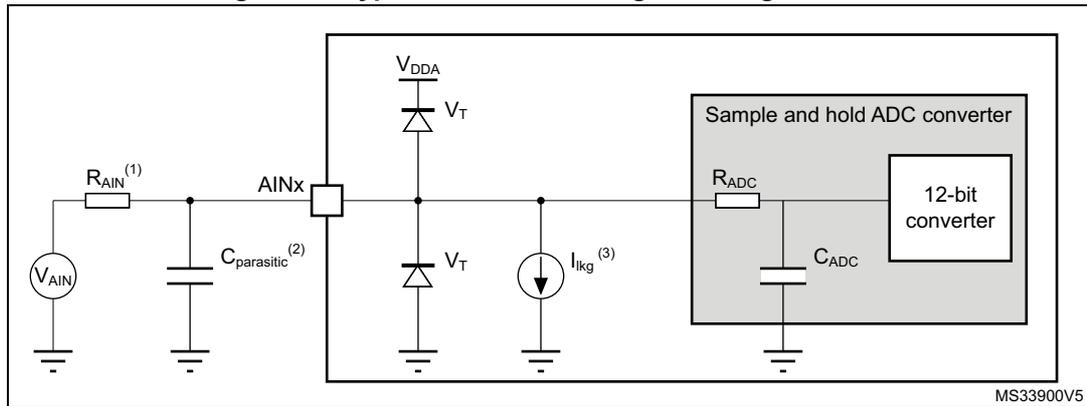 V_DDA
V_T
Sample and hold ADC converter
R_AIN^(1)
AINx
R_ADC
12-bit
converter
C_parasitic^(2)
V_T
I_lkg^(3)
C_ADC
V_AIN
MS33900V5